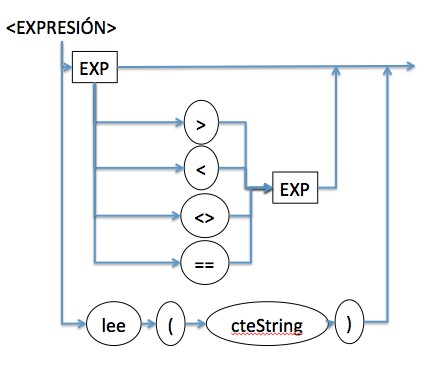 <EXPRESIÓN>
EXP
>
<
<>
EXP
==
lee ( cteString )